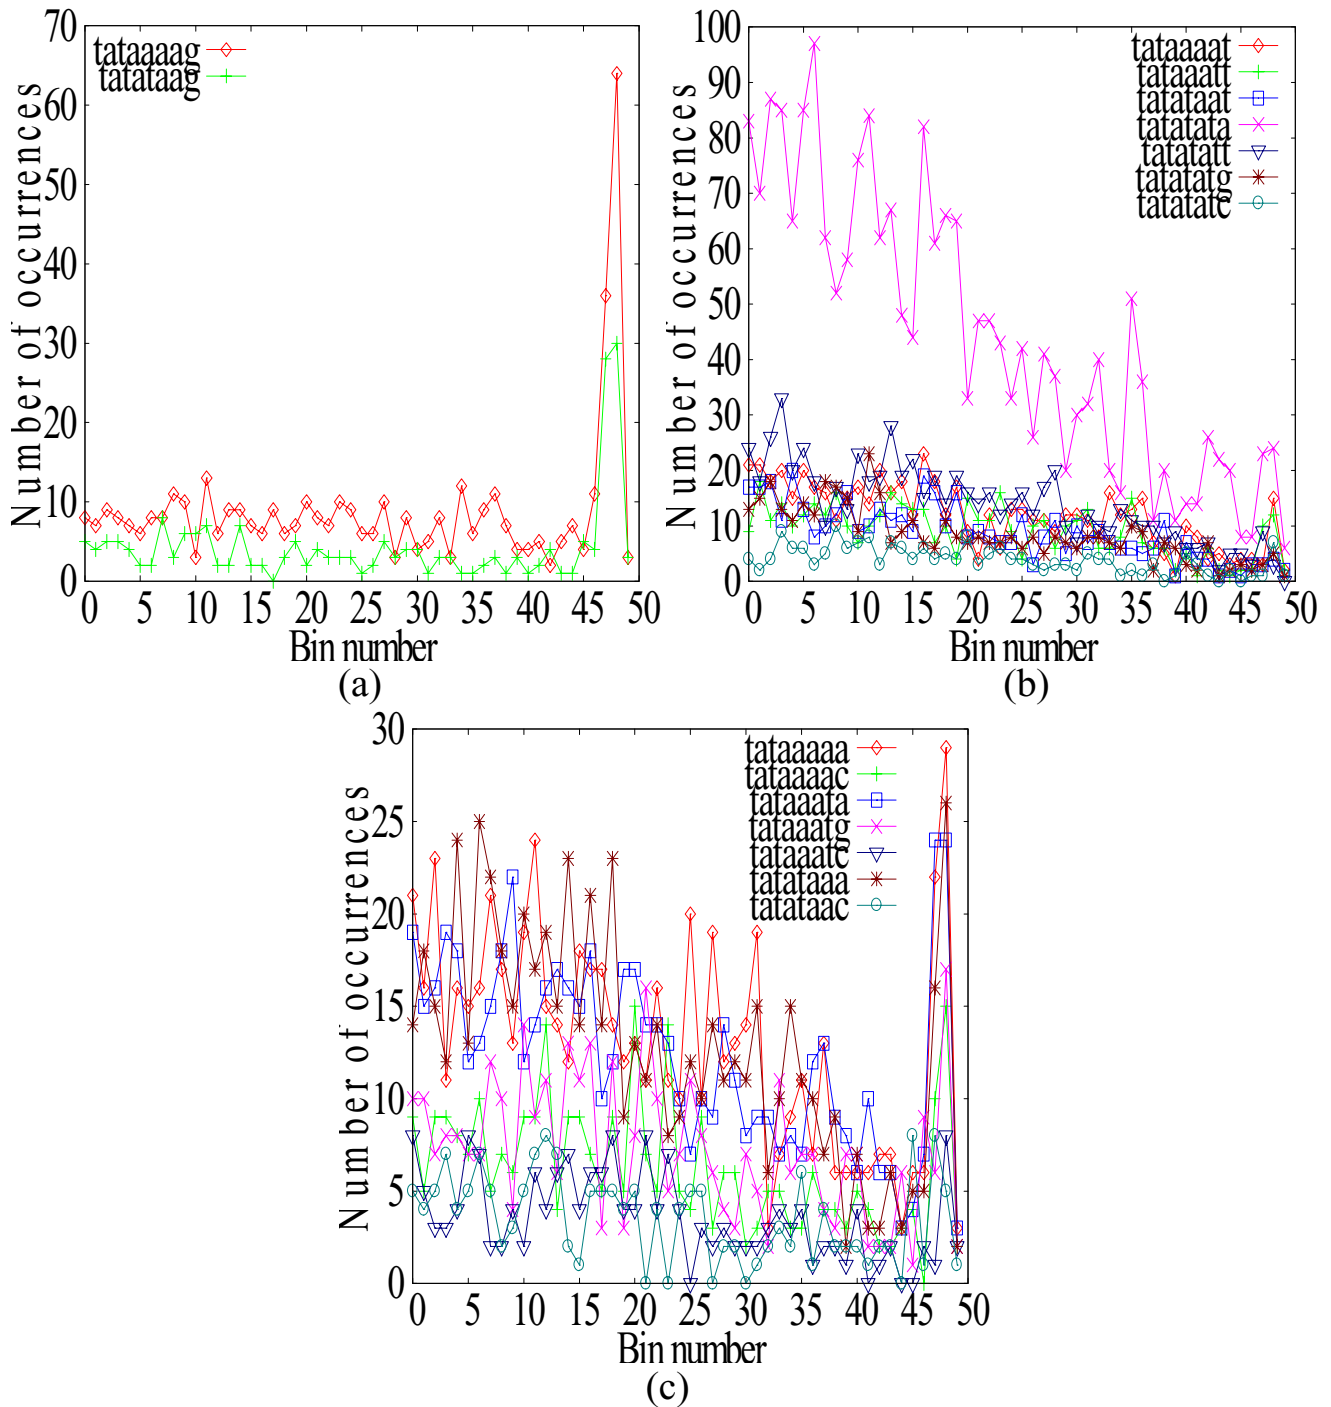 70
60
50
40
30
20
10
0
0 5 10 15 20 25 30 35 40 45 50
Number of occurrences
Bin number
tataaaag
tatataag
(a)
100
90
80
70
60
50
40
30
20
10
0
0 5 10 15 20 25 30 35 40 45 50
Number of occurrences
Bin number
tataaaat
tataaatt
tatataat
tatatata
tatatatt
tatatatg
tatatatc
(b)
30
25
20
15
10
5
0
0 5 10 15 20 25 30 35 40 45 50
Number of occurrences
Bin number
tataaaaa
tataaaac
tataaata
tataaatg
tataaatc
tatataaa
tatataac
(c)